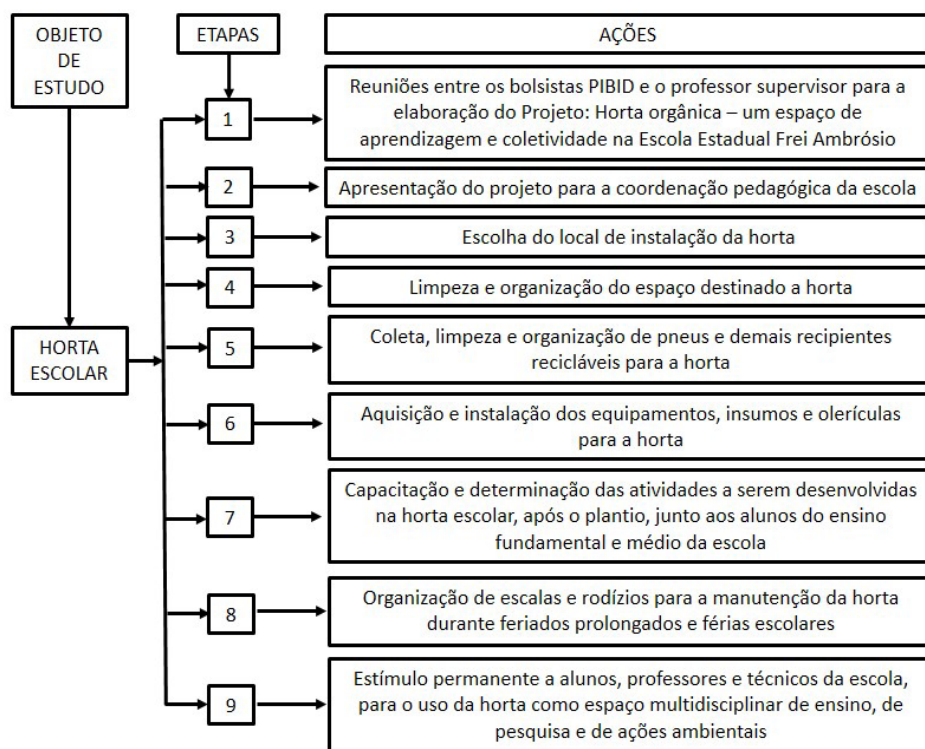 OBJETO
DE
ESTUDO
ETAPAS
AÇÕES
1
Reuniões entre os bolsistas PIBID e o professor supervisor para a
elaboração do Projeto: Horta orgânica – um espaço de
aprendizagem e coletividade na Escola Estadual Frei Ambrósio
2
Apresentação do projeto para a coordenação pedagógica da escola
3
Escolha do local de instalação da horta
4
Limpeza e organização do espaço destinado a horta
HORTA
ESCOLAR
5
Coleta, limpeza e organização de pneus e demais recipientes
recicláveis para a horta
6
Aquisição e instalação dos equipamentos, insumos e olerículas
para a horta
7
Capacitação e determinação das atividades a serem desenvolvidas
na horta escolar, após o plantio, junto aos alunos do ensino
fundamental e médio da escola
8
Organização de escalas e rodízios para a manutenção da horta
durante feriados prolongados e férias escolares
9
Estímulo permanente a alunos, professores e técnicos da escola,
para o uso da horta como espaço multidisciplinar de ensino, de
pesquisa e de ações ambientais